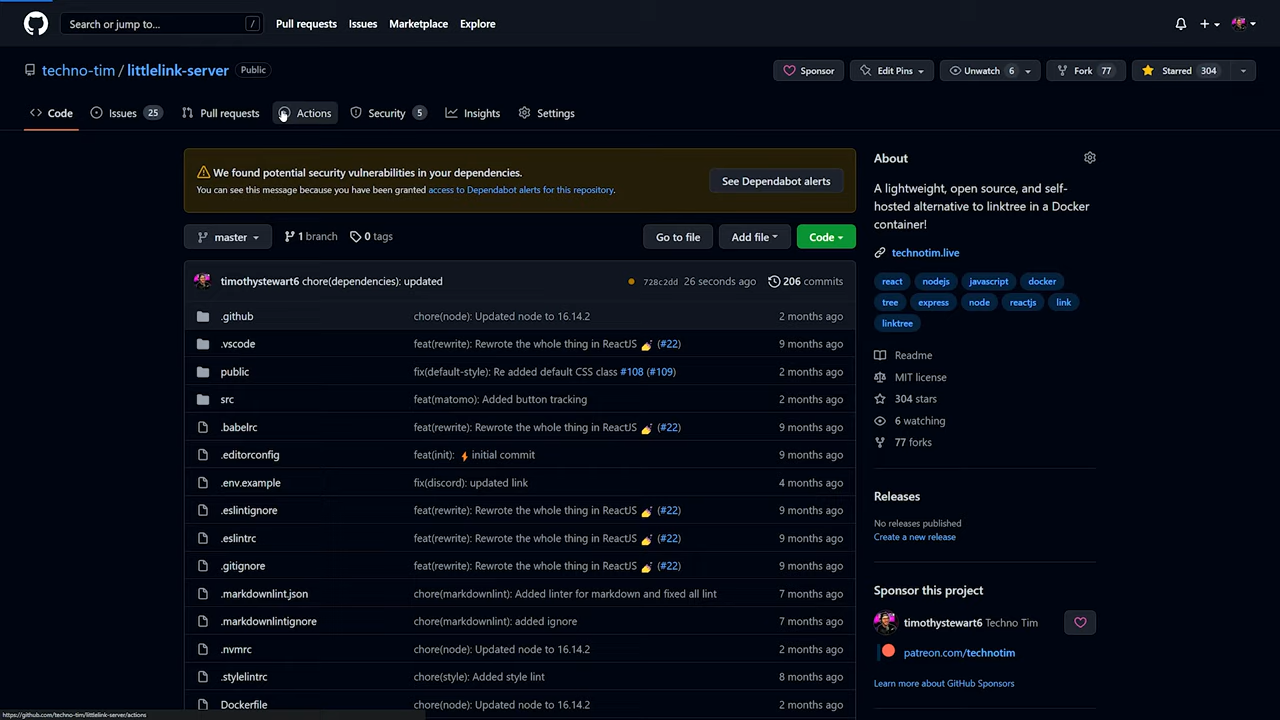 Search or jump to... /
Pull requests Issues Marketplace Explore
techno-tim / littlelink-server Public
Sponsor Edit Pins Unwatch 6 Fork 77 Starred 304
Code Issues 25 Pull requests Actions Security 5 Insights Settings
We found potential security vulnerabilities in your dependencies.
You can see this message because you have been granted access to Dependabot alerts for this repository.
See Dependabot alerts
master 1 branch 0 tags Go to file Add file Code
timothystewart6 chore(dependencies): updated 728c2dd 26 seconds ago 206 commits
.github chore(node): Updated node to 16.14.2 2 months ago
.vscode feat(rewrite): Rewrote the whole thing in ReactJS 💅 (#22) 9 months ago
public fix(default-style): Re added default CSS class #108 (#109) 2 months ago
src feat(matomo): Added button tracking 2 months ago
.babelrc feat(rewrite): Rewrote the whole thing in ReactJS 💅 (#22) 9 months ago
.editorconfig feat(init): ⚡ initial commit 9 months ago
.env.example fix(discord): updated link 4 months ago
.eslintignore feat(rewrite): Rewrote the whole thing in ReactJS 💅 (#22) 9 months ago
.eslintrc feat(rewrite): Rewrote the whole thing in ReactJS 💅 (#22) 9 months ago
.gitignore feat(rewrite): Rewrote the whole thing in ReactJS 💅 (#22) 9 months ago
.markdownlint.json chore(markdownlint): Added linter for markdown and fixed all lint 7 months ago
.markdownlintignore chore(markdownlint): added ignore 7 months ago
.nvmrc chore(node): Updated node to 16.14.2 2 months ago
.stylelintrc chore(style): Added style lint 8 months ago
Dockerfile chore(node): Updated node to 16.14.2 2 months ago
About
A lightweight, open source, and self-
hosted alternative to linktree in a Docker
container!
technotim.live
react nodejs javascript docker
tree express node reactjs link
linktree
Readme
MIT license
304 stars
6 watching
77 forks
Releases
No releases published
Create a new release
Sponsor this project
timothystewart6 Techno Tim
patreon.com/technotim
Learn more about GitHub Sponsors
https://github.com/techno-tim/littlelink-server/actions